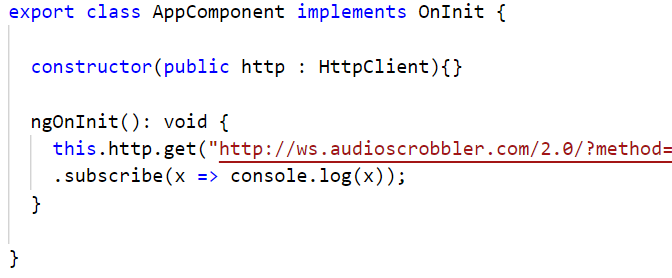 export class AppComponent implements OnInit {
constructor(public http : HttpClient){}
ngOnInit(): void {
this.http.get("http://ws.audioscrobbler.com/2.0/?method=
.subscribe(x => console.log(x));
}
}